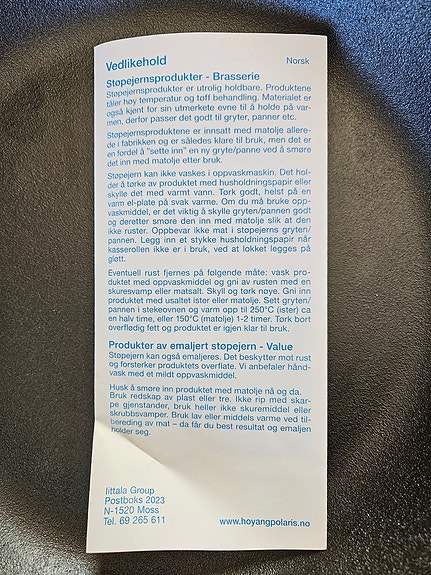 Vedlikehold
Norsk
Støpejernsprodukter - Brasserie
Støpejernsprodukter er utrolig holdbare. Produktene
tåler høy temperatur og tøff behandling. Materialet er
også kjent for sin utmerkete evne til å holde på var-
men, derfor passer det godt til gryter, panner etc.
Støpejernsproduktene er innsatt med matolje allere-
de i fabrikken og er således klare til bruk, men det er
en fordel å "sette inn" en ny gryte/panne ved å smøre
det inn med matolje etter bruk.
Støpejern kan ikke vaskes i oppvaskmaskin. Det hol-
der å tørke av produktet med husholdningspapir eller
skylle det med varmt vann. Tørk godt, helst på en
varm el-plate på svak varme. Om du må bruke opp-
vaskmiddel, er det viktig å skylle gryten/pannen godt
og deretter smøre den inn med matolje slik at den
ikke ruster. Oppbevar ikke mat i støpejerns gryten/
pannen. Legg inn et stykke husholdningspapir når
kasserollen ikke er i bruk, ved at lokket legges på
gløtt.
Eventuell rust fjernes på følgende måte: vask pro-
duktet med oppvaskmiddel og gni av rusten med en
skuresvamp eller matsalt. Skyll og tørk nøye. Gni inn
produktet med usaltet ister eller matolje. Sett gryten/
pannen i stekeovnen og varm opp til 250°C (ister) ca
en halv time, eller 150°C (matolje) 1-2 timer. Tørk bort
overflødig fett og produktet er igjen klar til bruk.
Produkter av emaljert støpejern - Value
Støpejern kan også emaljeres. Det beskytter mot rust
og forsterker produktets overflate. Vi anbefaler hånd-
vask med et mildt oppvaskmiddel.
Husk å smøre inn produktet med matolje nå og da.
Bruk redskap av plast eller tre. Ikke rip med skar-
pe gjenstander, bruk heller ikke skuremiddel eller
skrubbsvamper. Bruk lav eller middels varme ved til-
beredning av mat – da får du best resultat og emaljen
holder seg.
Iittala Group
Postboks 2023
N-1520 Moss
Tel. 69 265 611
www.hoyangpolaris.no